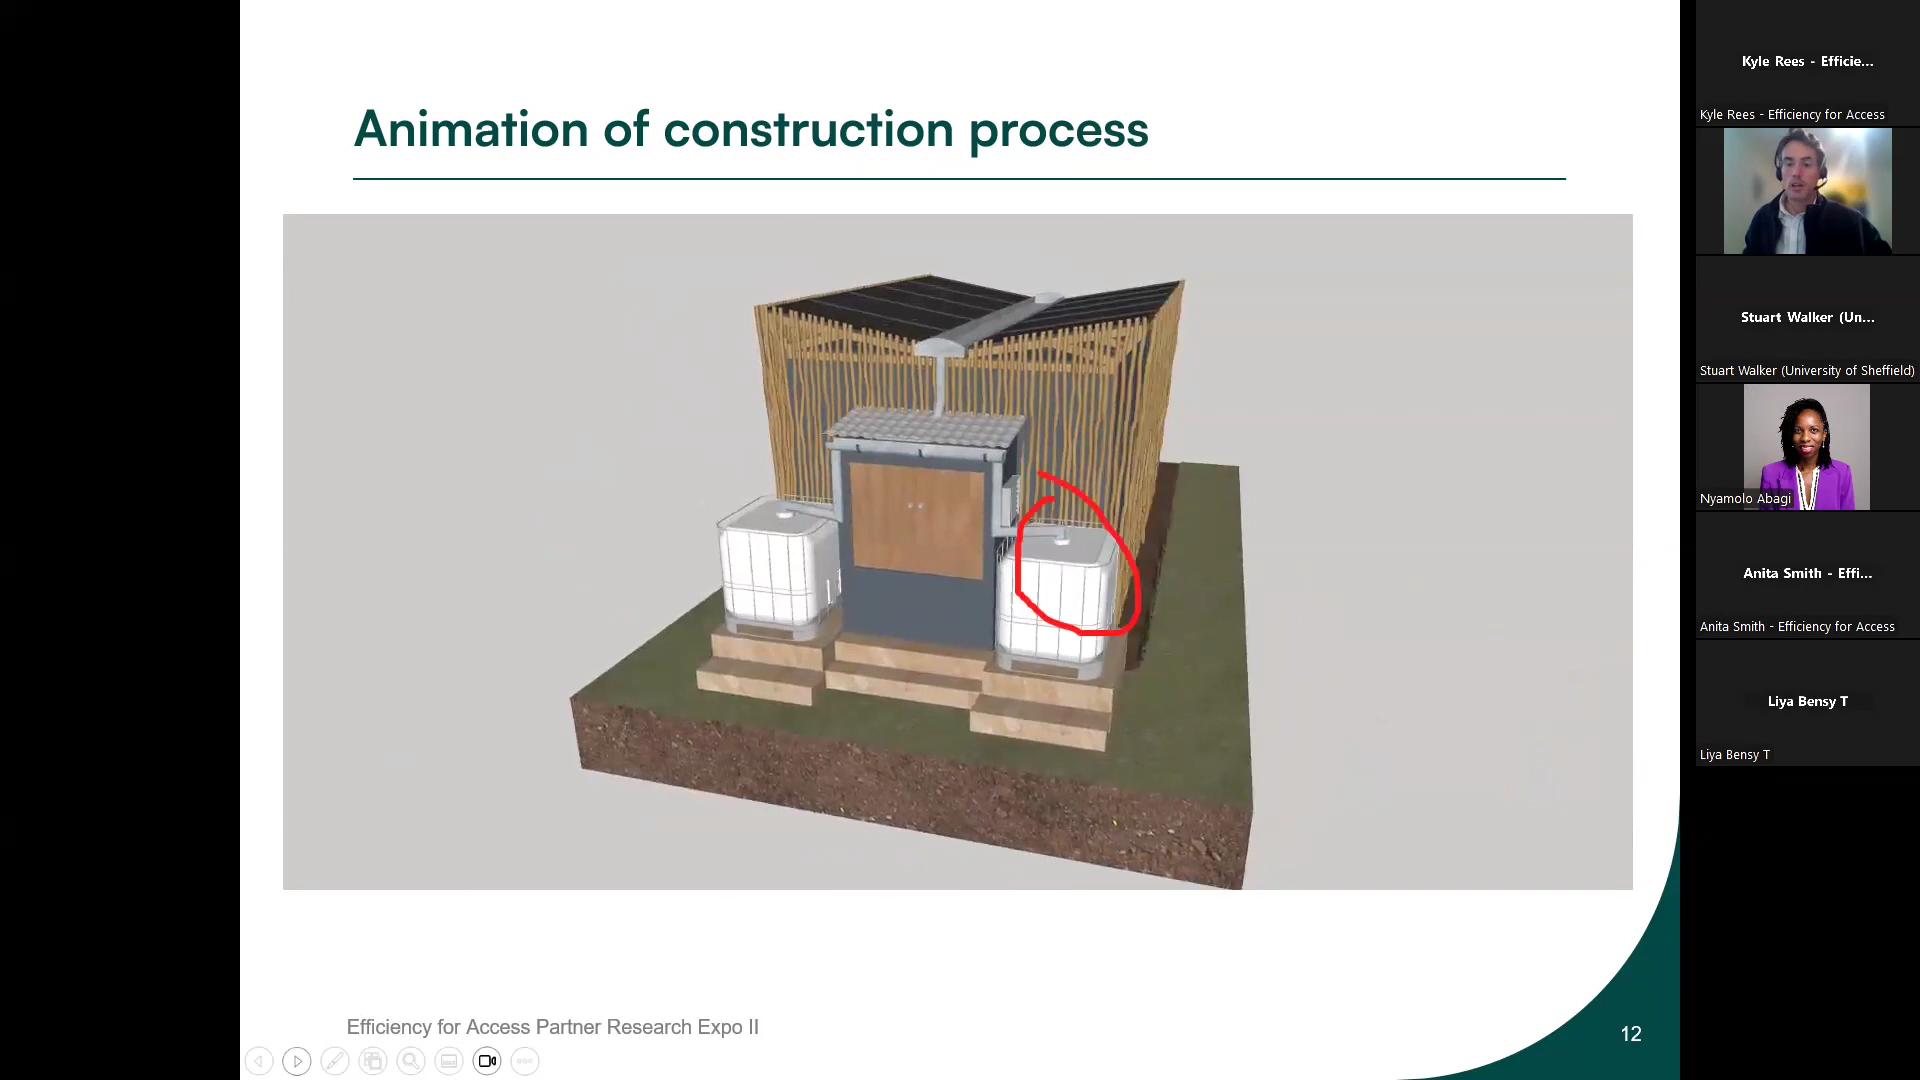 Animation of construction process
Efficiency for Access Partner Research Expo II
12
Kyle Rees - Efficie...
Kyle Rees - Efficiency for Access
Stuart Walker (Un...
Stuart Walker (University of Sheffield)
Nyamolo Abagi
Anita Smith - Effi...
Anita Smith - Efficiency for Access
Liya Bensy T
Liya Bensy T